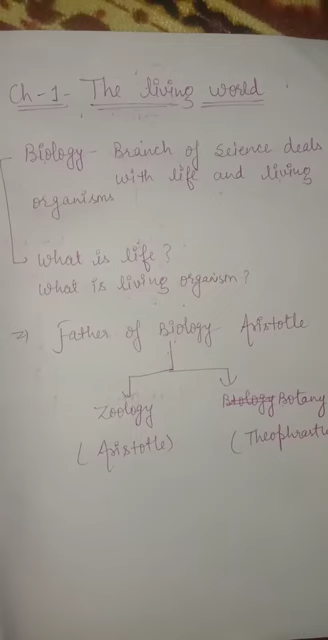 Ch-1- The living world
Biology - Branch of science deals
with life and living
organisms
What is life?
What is living organism?
=> Father of Biology - Aristotle
Zoology Biology Botany
(Aristotle) (Theophrastu